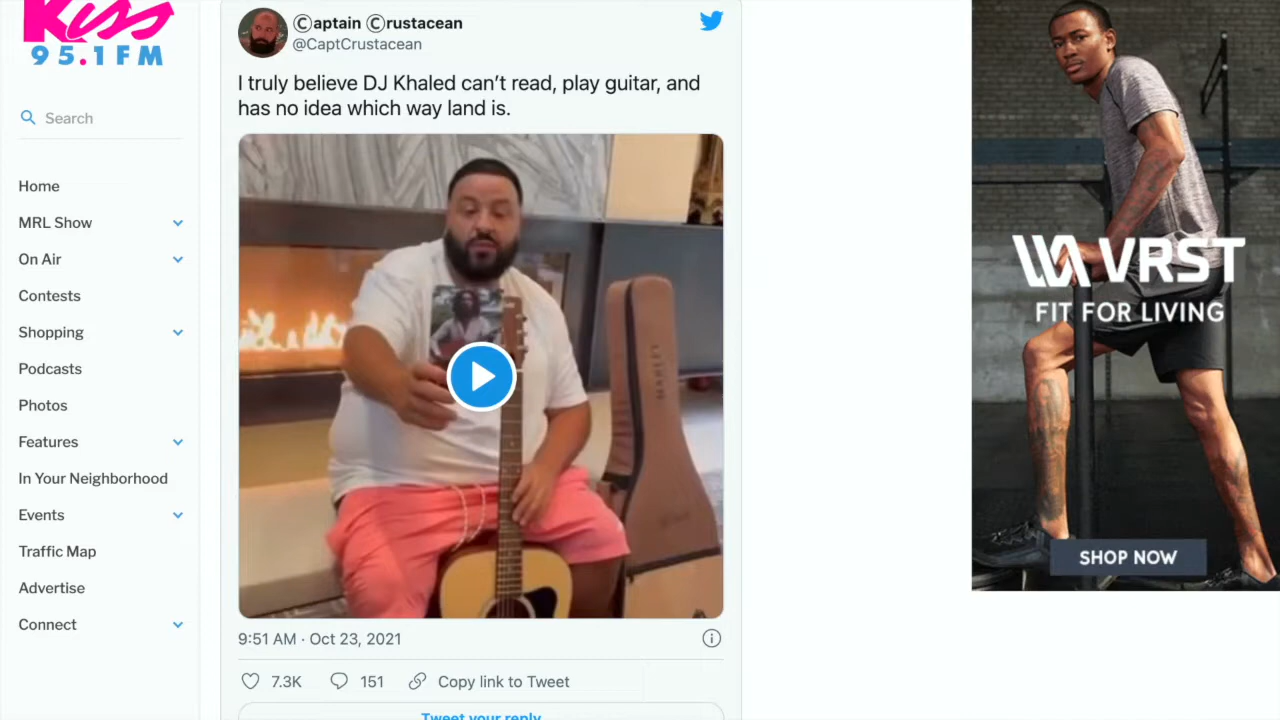 Kiss
95.1FM
Search
Home
MRL Show
On Air
Contests
Shopping
Podcasts
Photos
Features
In Your Neighborhood
Events
Traffic Map
Advertise
Connect
Ⓒaptain Ⓒrustacean
@CaptCrustacean
I truly believe DJ Khaled can’t read, play guitar, and
has no idea which way land is.
MARLEY
9:51 AM · Oct 23, 2021
7.3K
151
Copy link to Tweet
Tweet your reply
VRST
FIT FOR LIVING
SHOP NOW